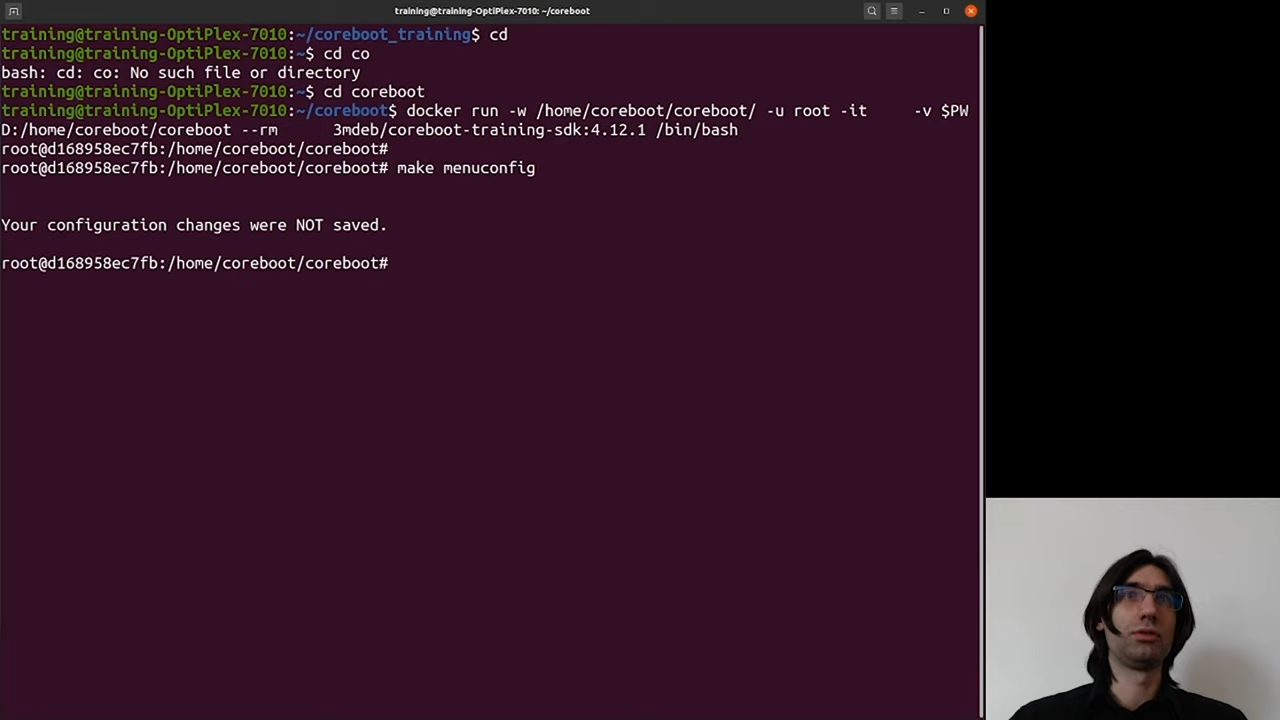 training@training-OptiPlex-7010: ~/coreboot
training@training-OptiPlex-7010:~/coreboot_training$ cd
training@training-OptiPlex-7010:~$ cd co
bash: cd: co: No such file or directory
training@training-OptiPlex-7010:~$ cd coreboot
training@training-OptiPlex-7010:~/coreboot$ docker run -w /home/coreboot/coreboot/ -u root -it     -v $PW
D:/home/coreboot/coreboot --rm      3mdeb/coreboot-training-sdk:4.12.1 /bin/bash
root@d168958ec7fb:/home/coreboot/coreboot#
root@d168958ec7fb:/home/coreboot/coreboot# make menuconfig
Your configuration changes were NOT saved.
root@d168958ec7fb:/home/coreboot/coreboot#